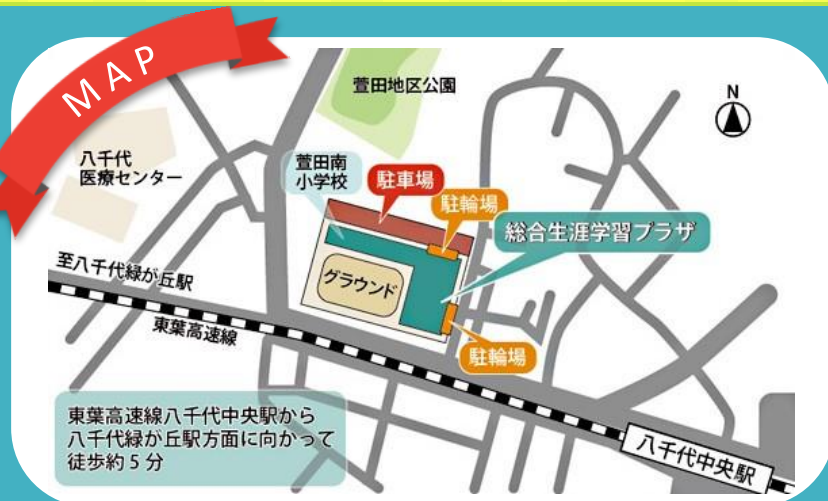 MAP
萱田地区公園
N
八千代
医療センター
萱田南
小学校
駐車場
駐輪場
総合生涯学習プラザ
至八千代緑が丘駅
グラウンド
東葉高速線
駐輪場
東葉高速線八千代中央駅から
八千代緑が丘駅方面に向かって
徒歩約5分
八千代中央駅